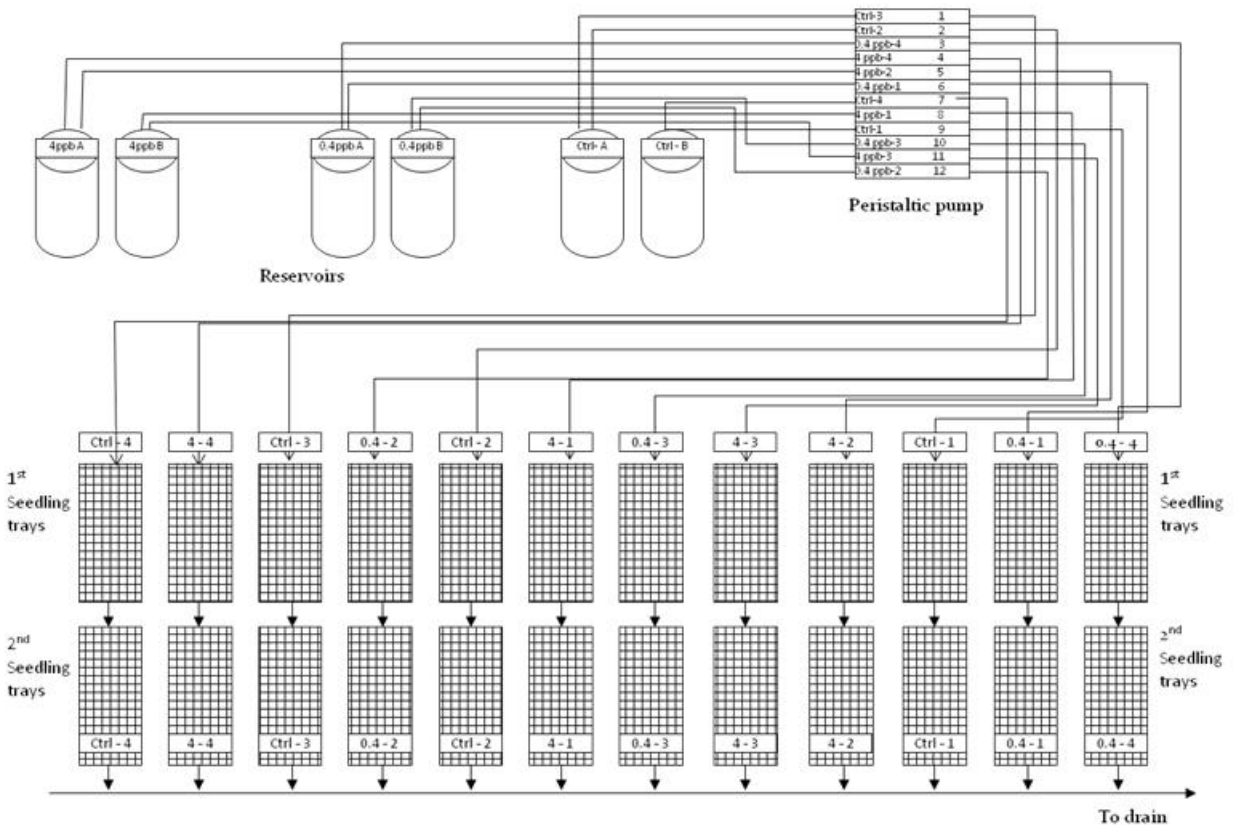 Ctrl-3 1
Ctrl-2 2
0.4 ppb-4 3
4 ppb-4 4
4 ppb-2 5
0.4 ppb-1 6
Ctrl-4 7
4 ppb-1 8
Ctrl-1 9
0.4 ppb-3 10
4 ppb-3 11
0.4 ppb-2 12
4ppb A 4ppb B 0.4ppb A 0.4ppb B Ctrl- A Ctrl - B
Peristaltic pump
Reservoirs
Ctrl - 4 4 - 4 Ctrl - 3 0.4 - 2 Ctrl - 2 4 - 1 0.4 - 3 4 - 3 4 - 2 Ctrl - 1 0.4 - 1 0.4 - 4
1st
Seedling
trays
1st
Seedling
trays
2nd
Seedling
trays
2nd
Seedling
trays
Ctrl - 4 4 - 4 Ctrl - 3 0.4 - 2 Ctrl - 2 4 - 1 0.4 - 3 4 - 3 4 - 2 Ctrl - 1 0.4 - 1 0.4 - 4
To drain